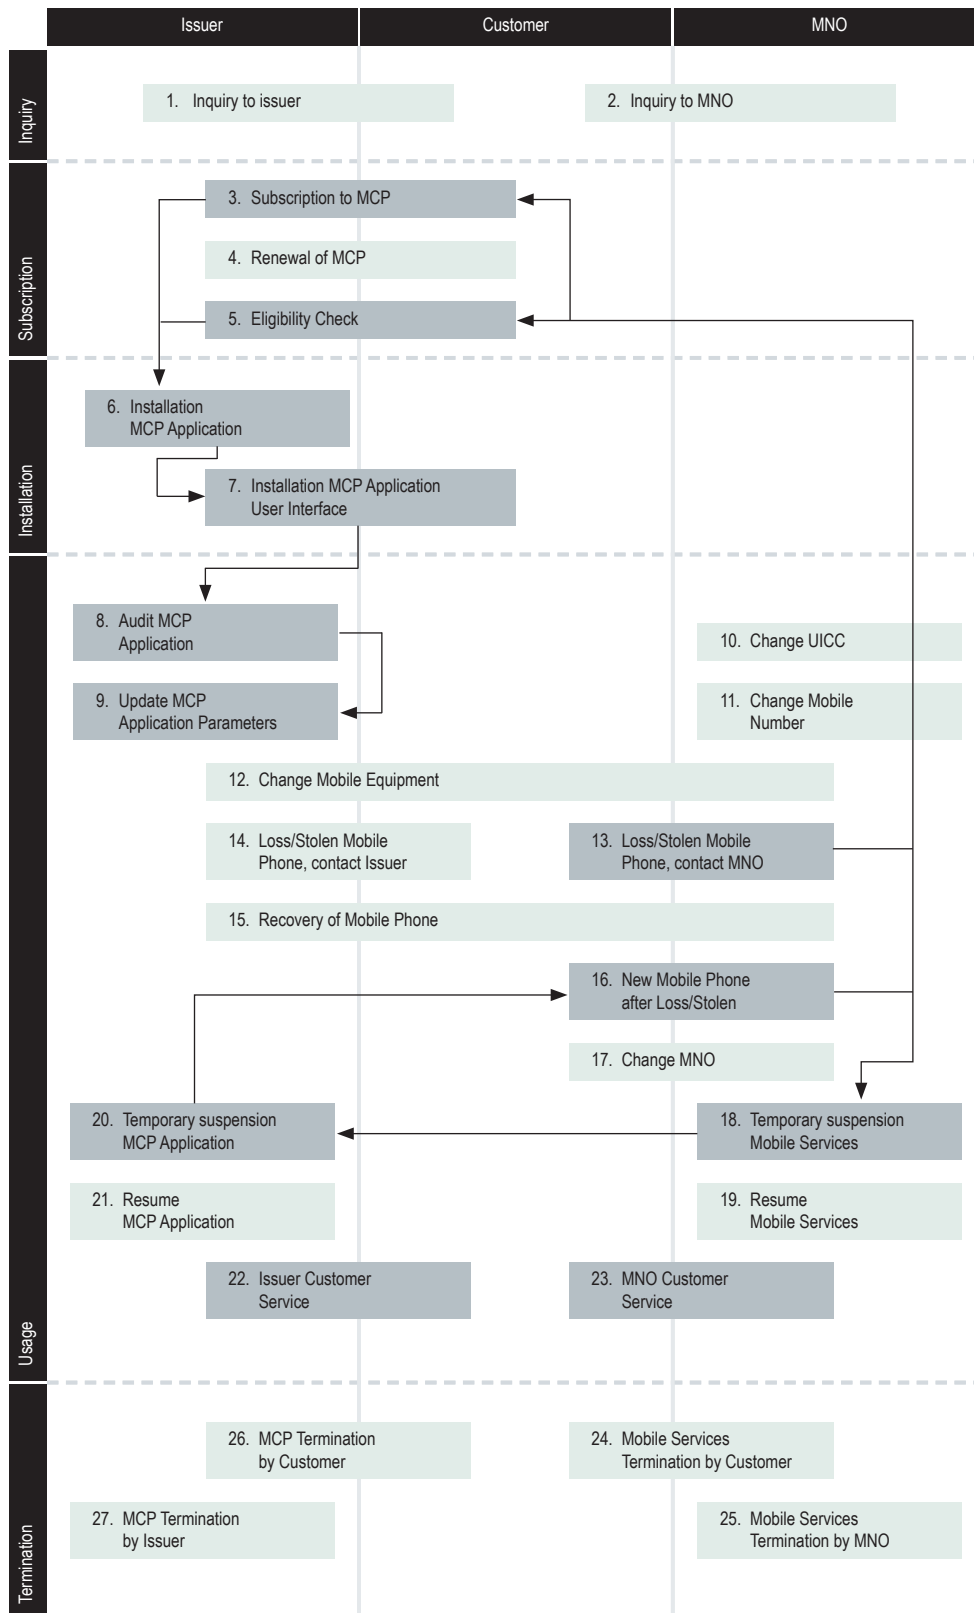 Issuer
Customer
MNO
Inquiry
1. Inquiry to issuer
2. Inquiry to MNO
Subscription
3. Subscription to MCP
4. Renewal of MCP
5. Eligibility Check
Installation
6. Installation
MCP Application
7. Installation MCP Application
User Interface
Usage
8. Audit MCP
Application
10. Change UICC
9. Update MCP
Application Parameters
11. Change Mobile
Number
12. Change Mobile Equipment
14. Loss/Stolen Mobile
Phone, contact Issuer
13. Loss/Stolen Mobile
Phone, contact MNO
15. Recovery of Mobile Phone
16. New Mobile Phone
after Loss/Stolen
17. Change MNO
20. Temporary suspension
MCP Application
18. Temporary suspension
Mobile Services
21. Resume
MCP Application
19. Resume
Mobile Services
22. Issuer Customer
Service
23. MNO Customer
Service
Termination
26. MCP Termination
by Customer
24. Mobile Services
Termination by Customer
27. MCP Termination
by Issuer
25. Mobile Services
Termination by MNO